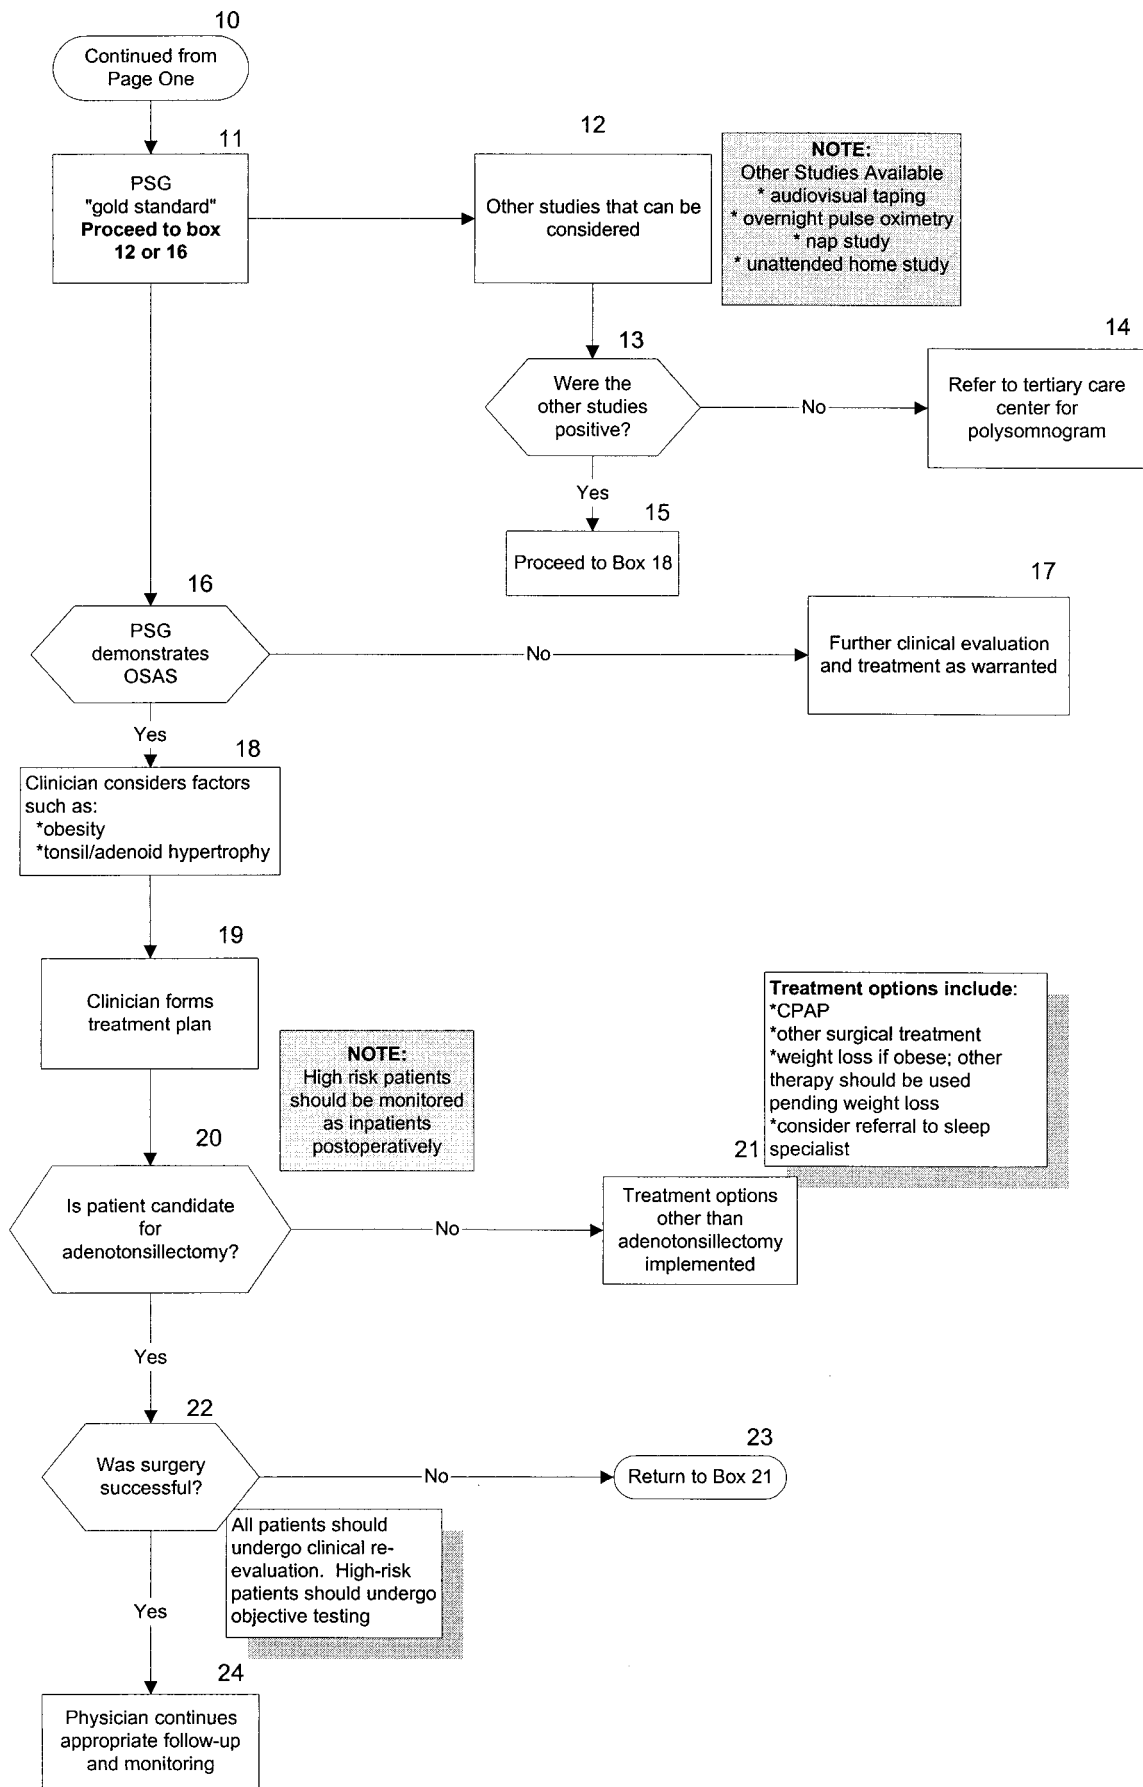 10
Continued from
Page One
11
PSG
"gold standard"
Proceed to box
12 or 16
12
Other studies that can be
considered
NOTE:
Other Studies Available
* audiovisual taping
* overnight pulse oximetry
* nap study
* unattended home study
13
Were the
other studies
positive?
No
14
Refer to tertiary care
center for
polysomnogram
Yes
15
Proceed to Box 18
16
PSG
demonstrates
OSAS
No
17
Further clinical evaluation
and treatment as warranted
Yes
18
Clinician considers factors
such as:
*obesity
*tonsil/adenoid hypertrophy
19
Clinician forms
treatment plan
NOTE:
High risk patients
should be monitored
as inpatients
postoperatively
Treatment options include:
*CPAP
*other surgical treatment
*weight loss if obese; other
therapy should be used
pending weight loss
*consider referral to sleep
specialist
20
Is patient candidate
for
adenotonsillectomy?
No
21
Treatment options
other than
adenotonsillectomy
implemented
Yes
22
Was surgery
successful?
No
23
Return to Box 21
All patients should
undergo clinical re-
evaluation. High-risk
patients should undergo
objective testing
Yes
24
Physician continues
appropriate follow-up
and monitoring